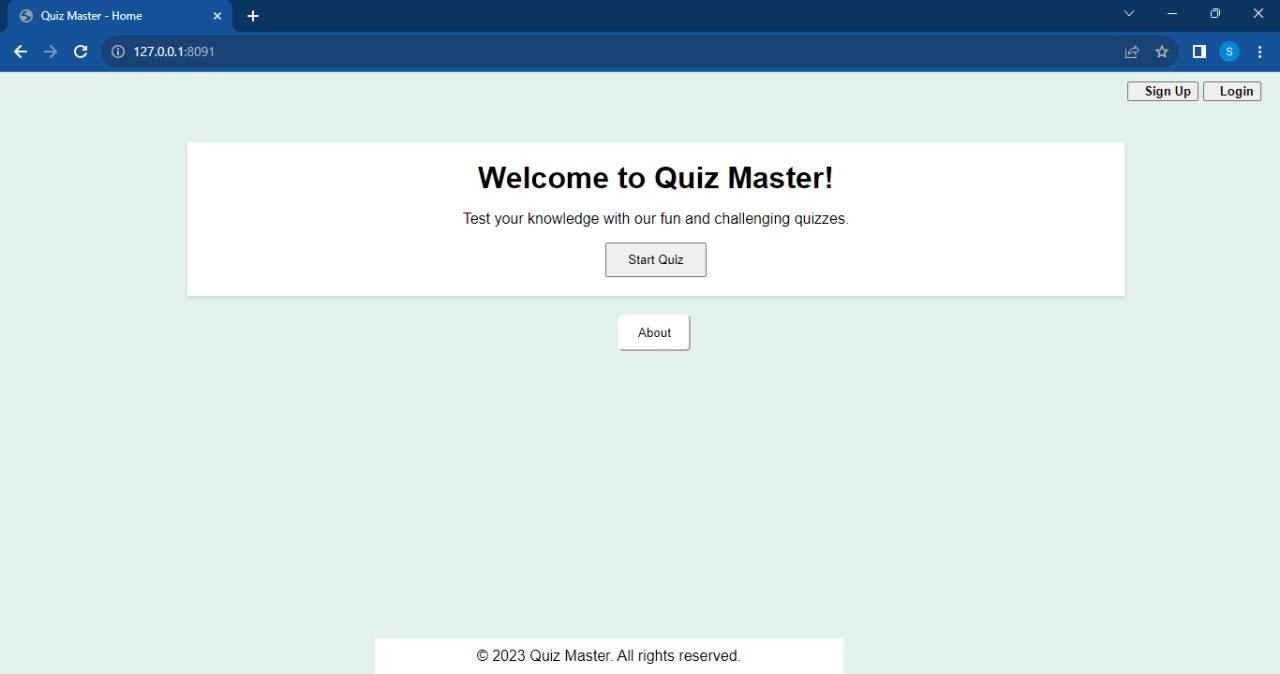 Quiz Master - Home
127.0.0.1:8091
S
Sign Up Login
Welcome to Quiz Master!
Test your knowledge with our fun and challenging quizzes.
Start Quiz
About
© 2023 Quiz Master. All rights reserved.